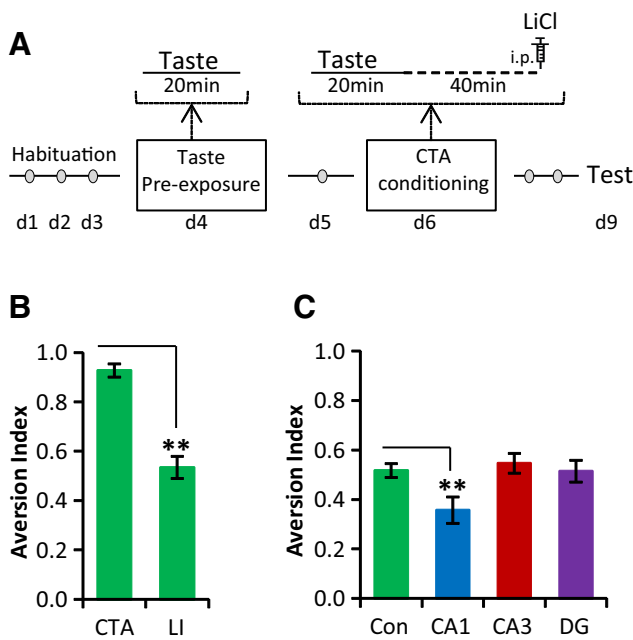 A
LiCl
Taste
Taste
i.p.
20min
20min
40min
Habituation
Taste
Pre-exposure
CTA
conditioning
Test
d1 d2 d3 d4 d5 d6 d9
B
C
Aversion Index
1.0
0.8
0.6
0.4
0.2
0.0
**
CTA LI
Aversion Index
1.0
0.8
0.6
0.4
0.2
0.0
**
Con CA1 CA3 DG